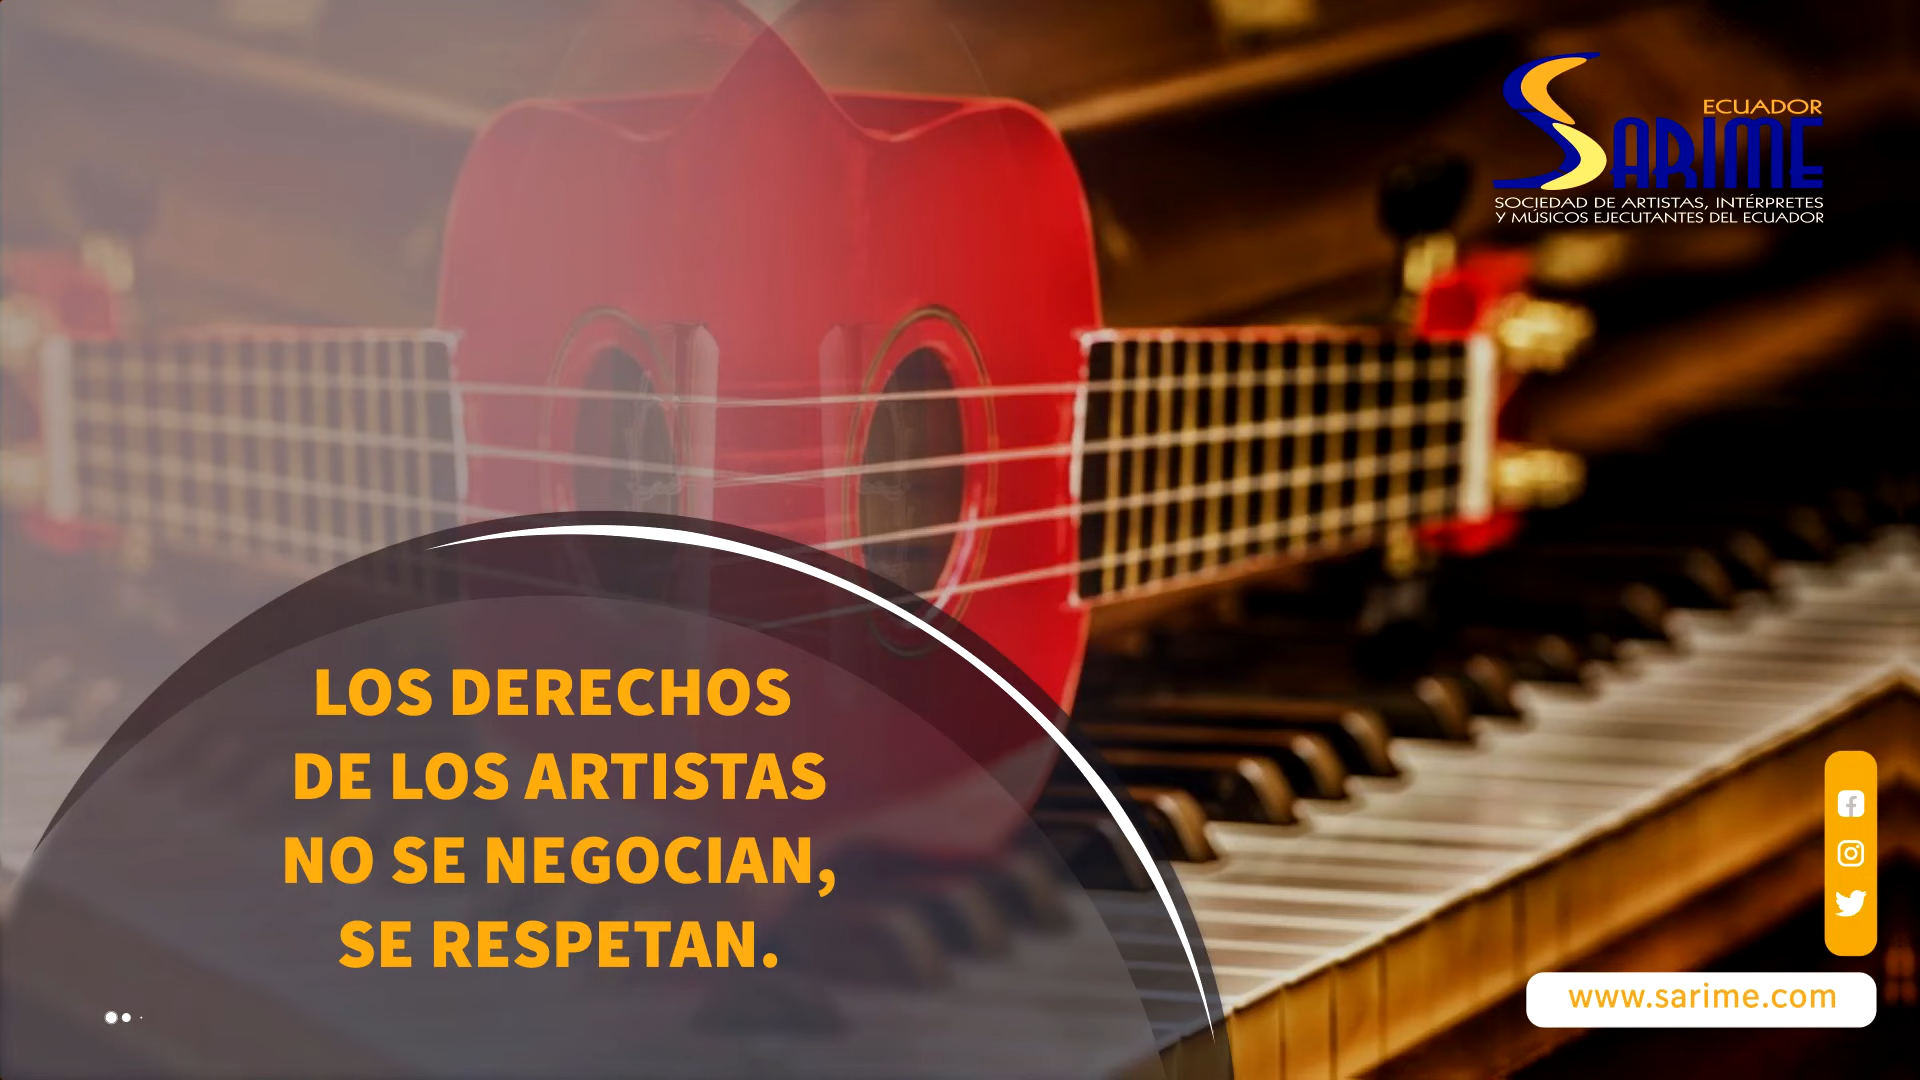 ECUADOR
SARIME
SOCIEDAD DE ARTISTAS, INTÉRPRETES
Y MÚSICOS EJECUTANTES DEL ECUADOR
LOS DERECHOS
DE LOS ARTISTAS
NO SE NEGOCIAN,
SE RESPETAN.
www.sarime.com